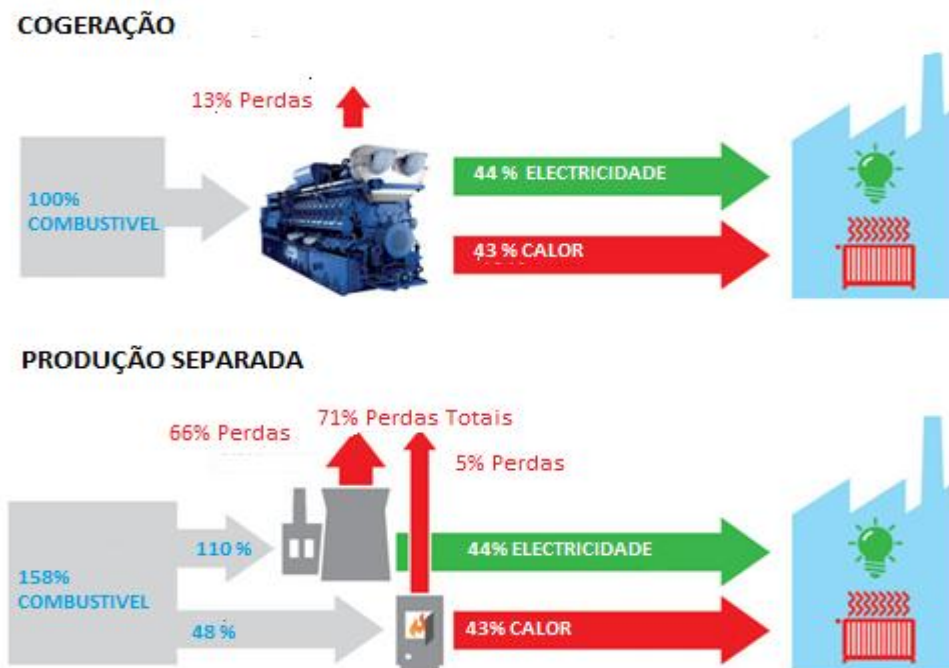 COGERAÇÃO
13% Perdas
100%
COMBUSTIVEL
44 % ELECTRICIDADE
43 % CALOR
PRODUÇÃO SEPARADA
71% Perdas Totais
66% Perdas
5% Perdas
158%
COMBUSTIVEL
110 %
44% ELECTRICIDADE
48 %
43% CALOR